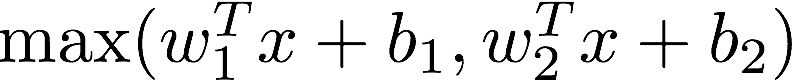 max(w_1^T x + b_1, w_2^T x + b_2)